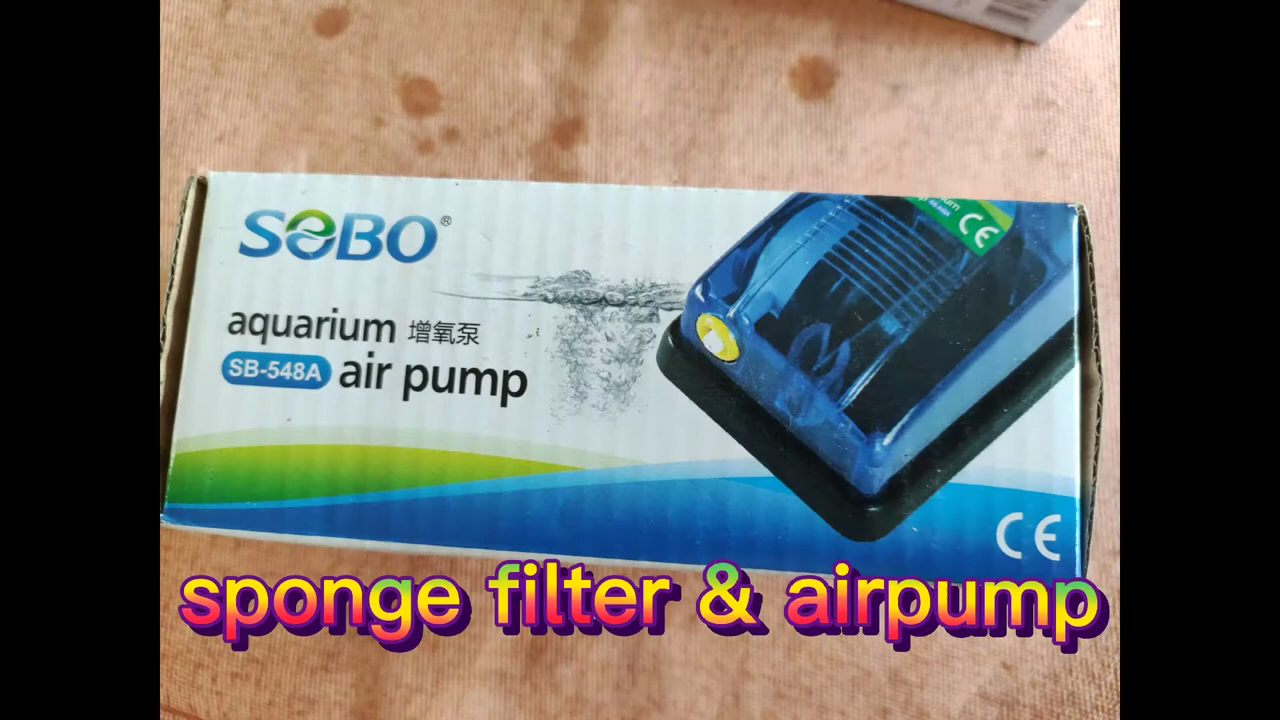 SOBO®
aquarium 增氧泵
SB-548A air pump
CE
CE
sponge filter & airpump